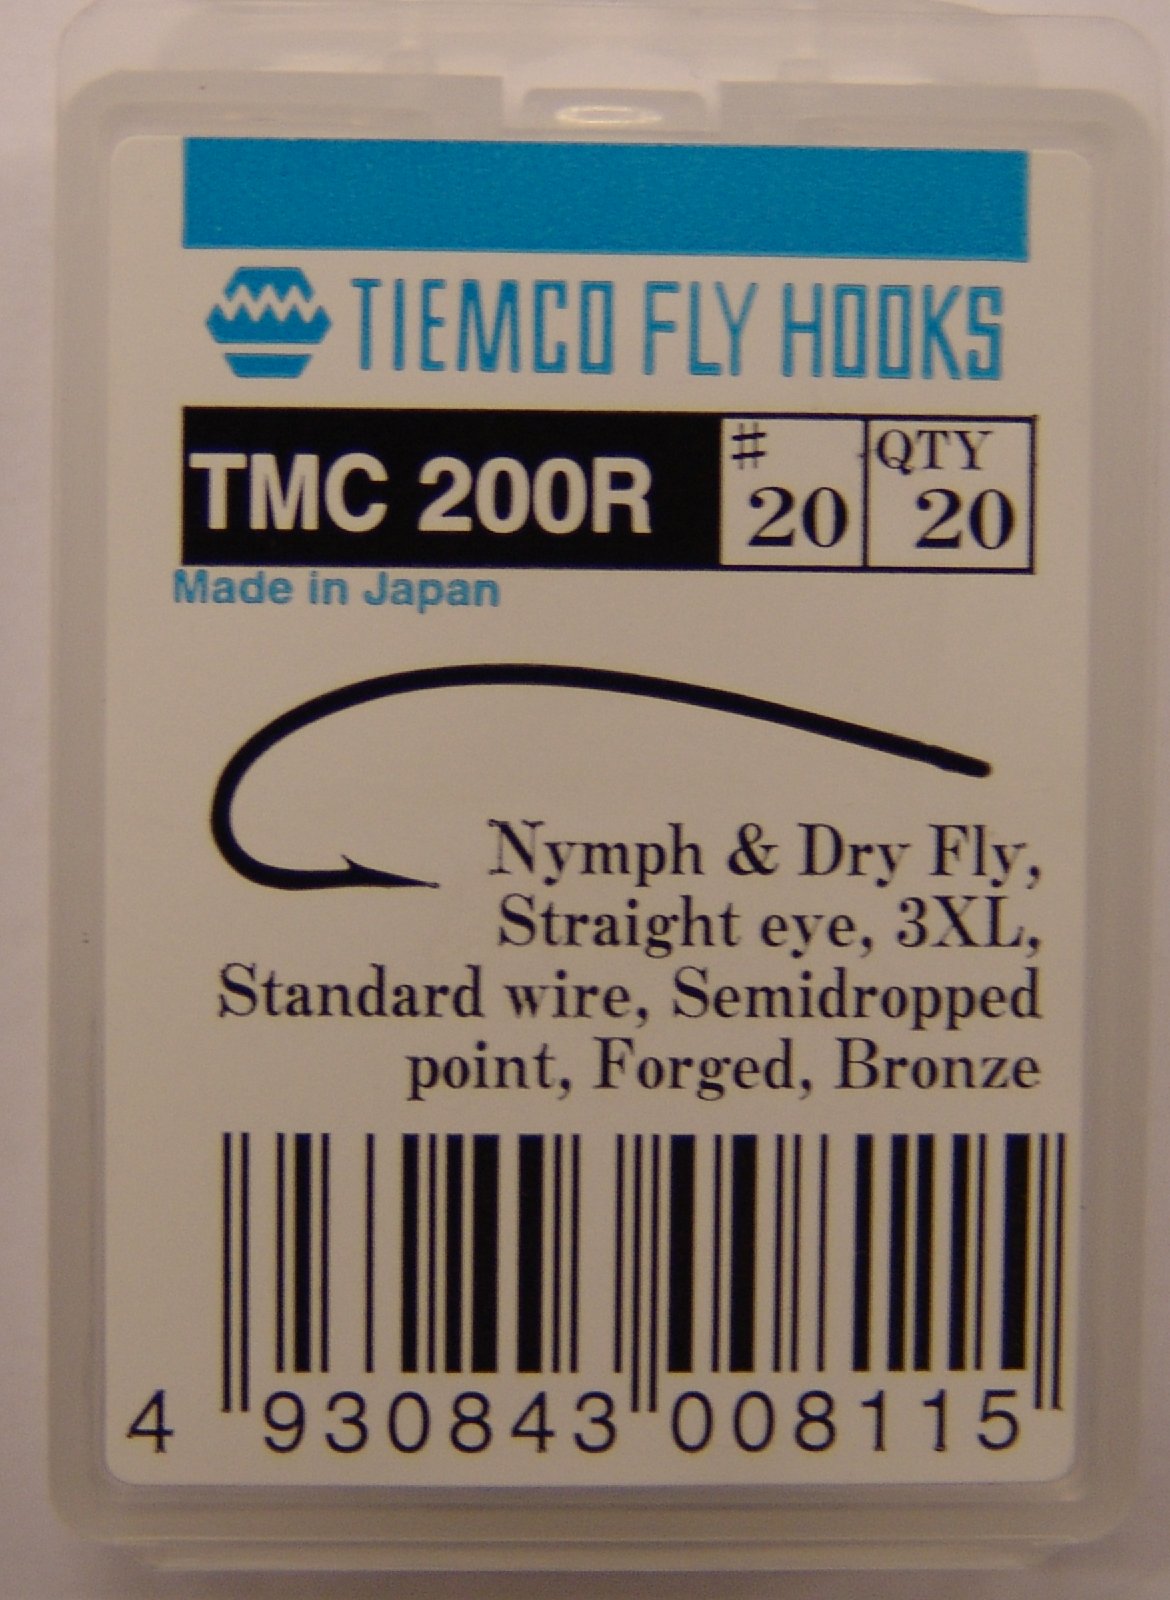 TIEMCO FLY HOOKS
TMC 200R # 20 QTY 20
Made in Japan
Nymph & Dry Fly,
Straight eye, 3XL,
Standard wire, Semidropped
point, Forged, Bronze
4 930843 008115